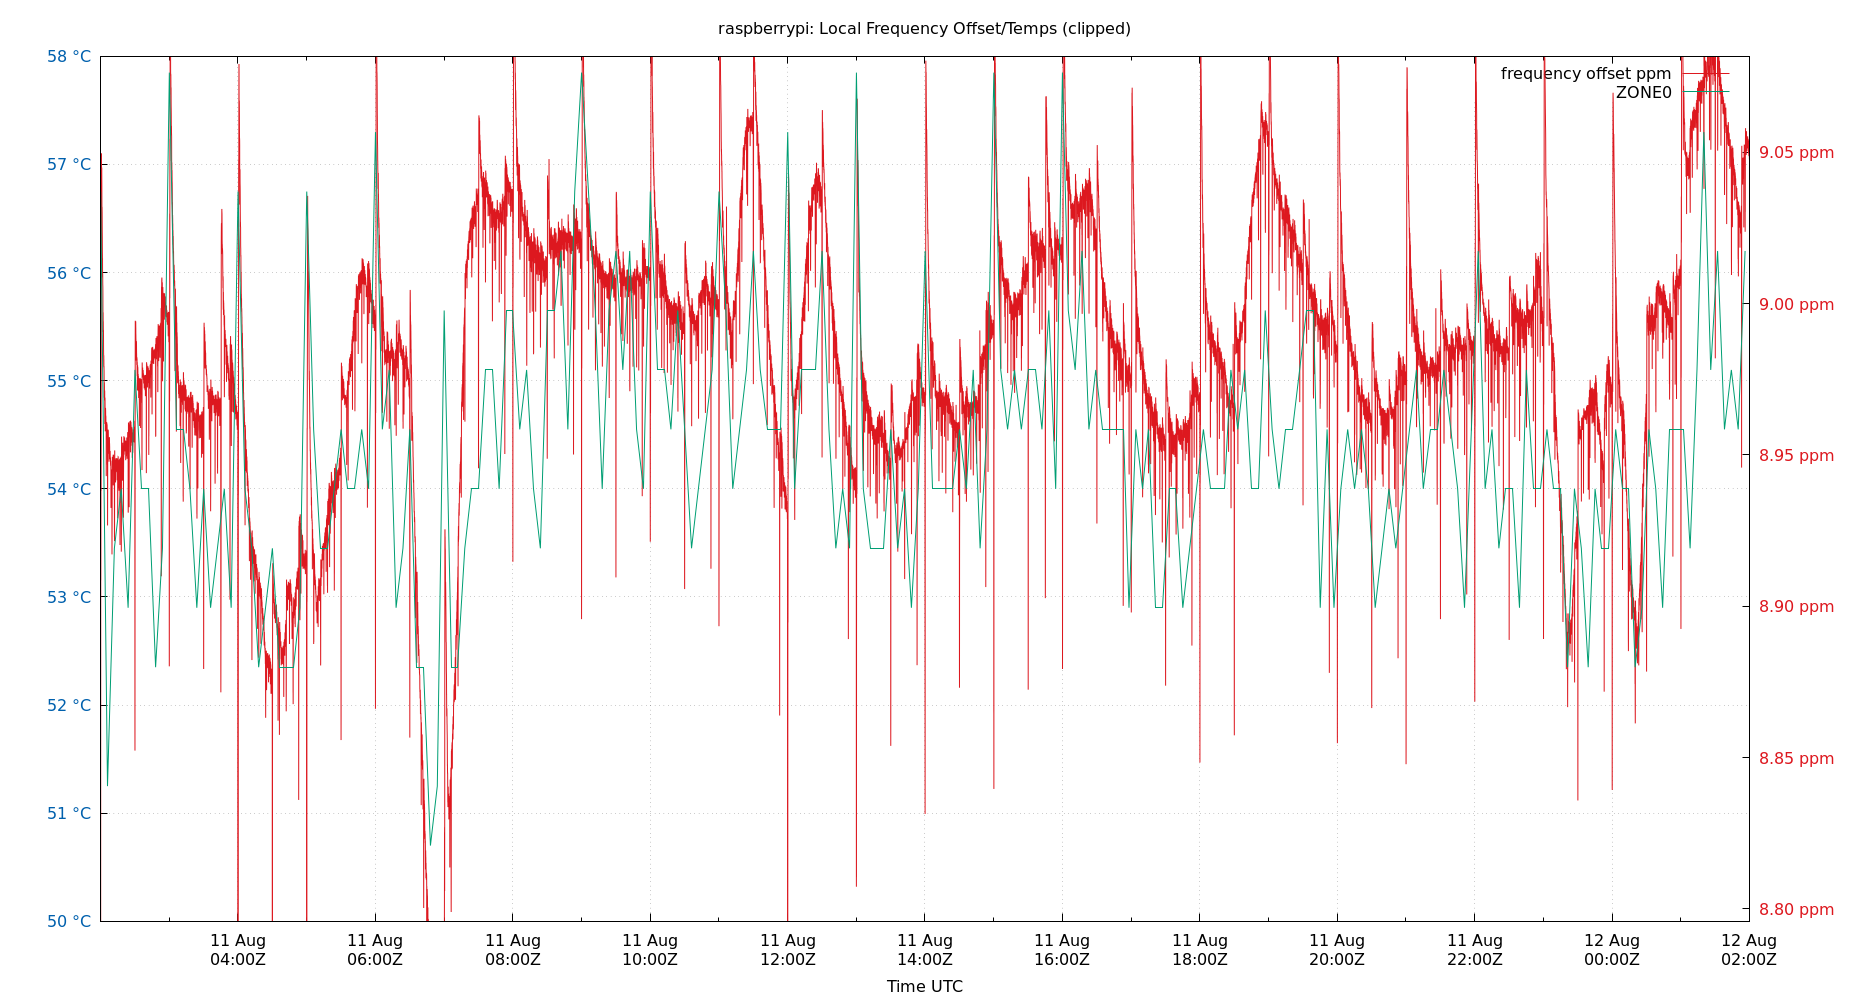 raspberrypi: Local Frequency Offset/Temps (clipped)
frequency offset ppm
ZONE0
58 °C
57 °C
56 °C
55 °C
54 °C
53 °C
52 °C
51 °C
50 °C
9.05 ppm
9.00 ppm
8.95 ppm
8.90 ppm
8.85 ppm
8.80 ppm
11 Aug 11 Aug 11 Aug 11 Aug 11 Aug 11 Aug 11 Aug 11 Aug 11 Aug 11 Aug 12 Aug 12 Aug
04:00Z 06:00Z 08:00Z 10:00Z 12:00Z 14:00Z 16:00Z 18:00Z 20:00Z 22:00Z 00:00Z 02:00Z
Time UTC